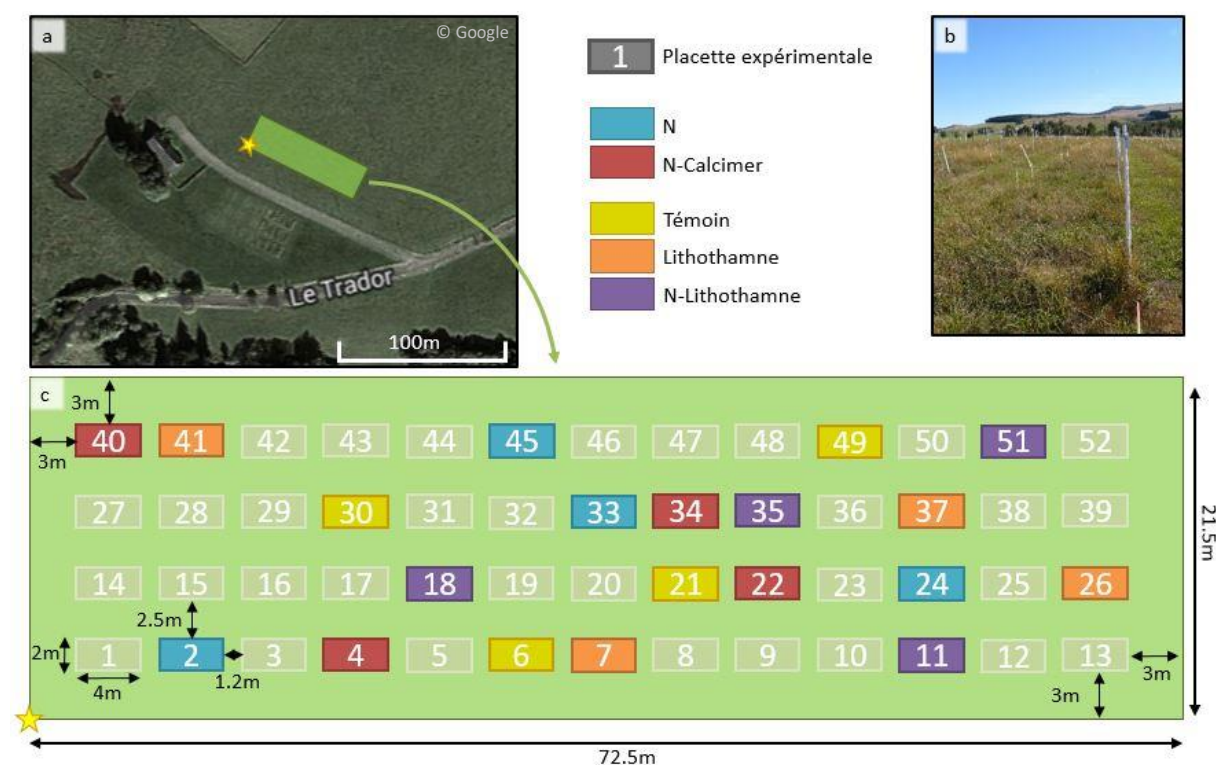 a
© Google
Le Trador
100m
1 Placette expérimentale
N
N-Calcimer
Témoin
Lithothamne
N-Lithothamne
b
c
3m
3m
40 41 42 43 44 45 46 47 48 49 50 51 52
27 28 29 30 31 32 33 34 35 36 37 38 39
14 15 16 17 18 19 20 21 22 23 24 25 26
2.5m
2m
1 2 3 4 5 6 7 8 9 10 11 12 13
4m
1.2m
3m
3m
21.5m
72.5m